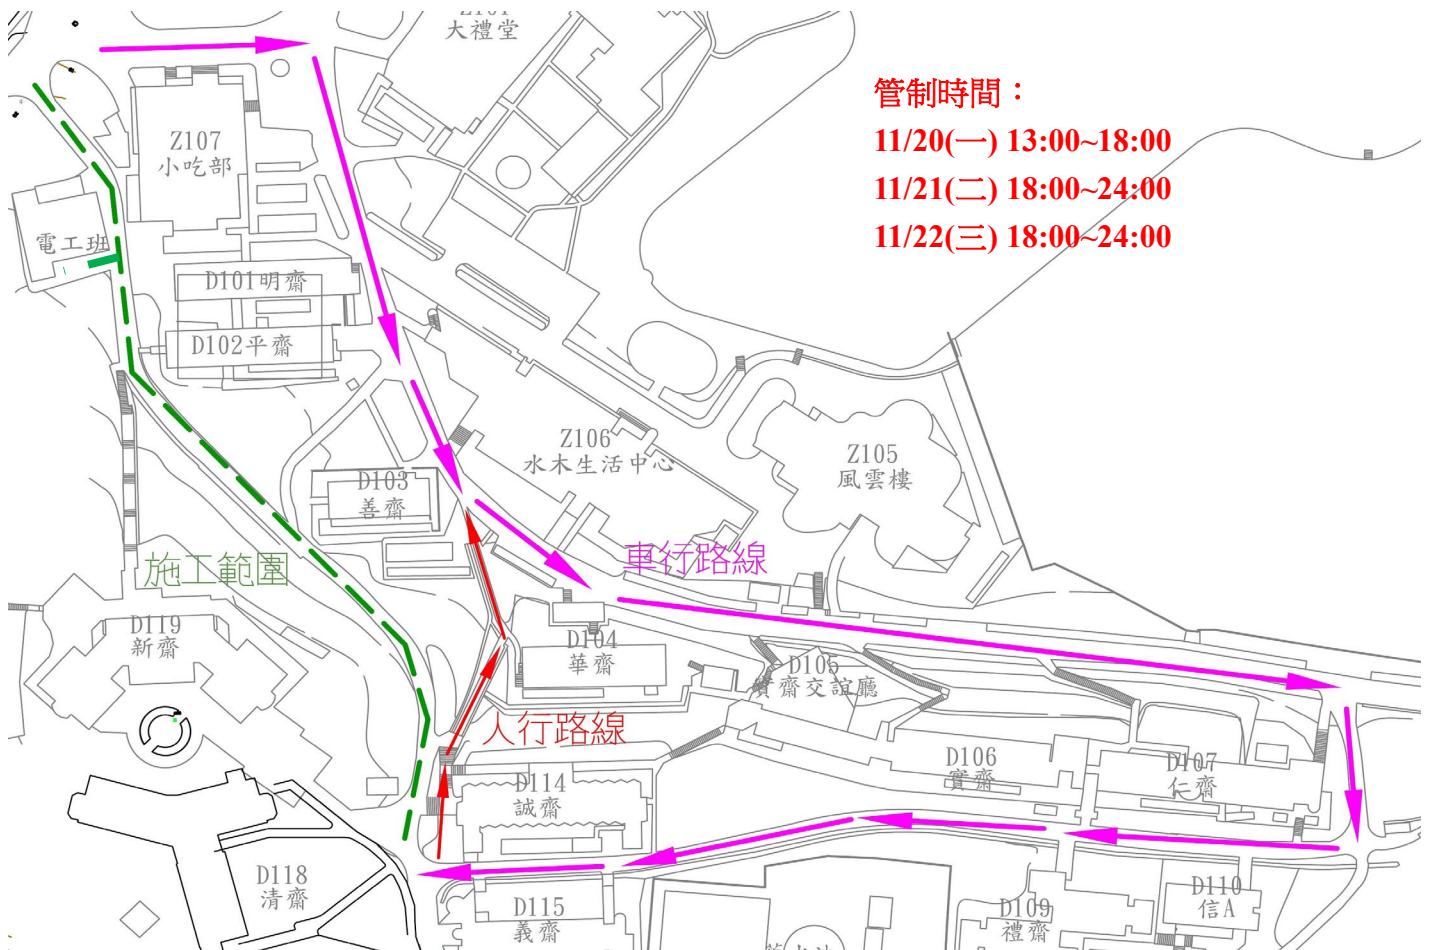 大禮堂
管制時間：
11/20(一) 13:00~18:00
11/21(二) 18:00~24:00
11/22(三) 18:00~24:00
Z107
小吃部
電工班
D101明齋
D102平齋
Z106
水木生活中心
Z105
風雲樓
D103
善齋
施工範圍
車行路線
D119
新齋
D104
華齋
D105
實齋交誼廳
人行路線
D106
實齋
D107
仁齋
D114
誠齋
D118
清齋
D115
義齋
D109
禮齋
D110
信A